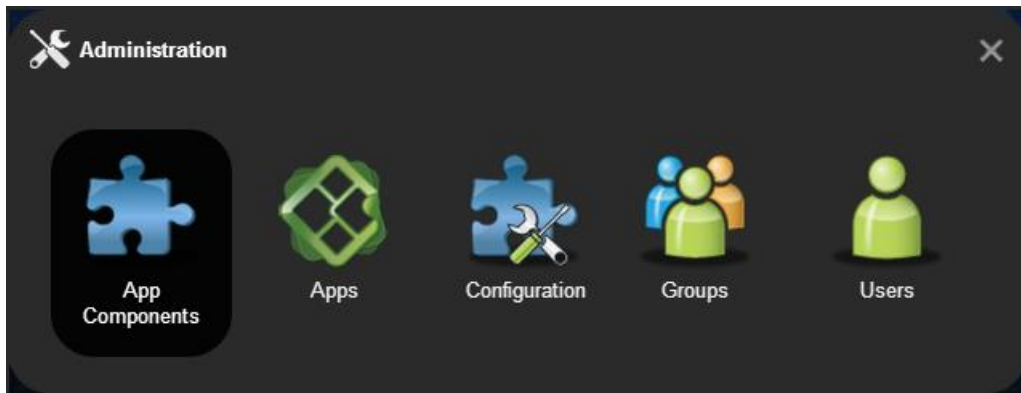 Administration
App
Components
Apps
Configuration
Groups
Users